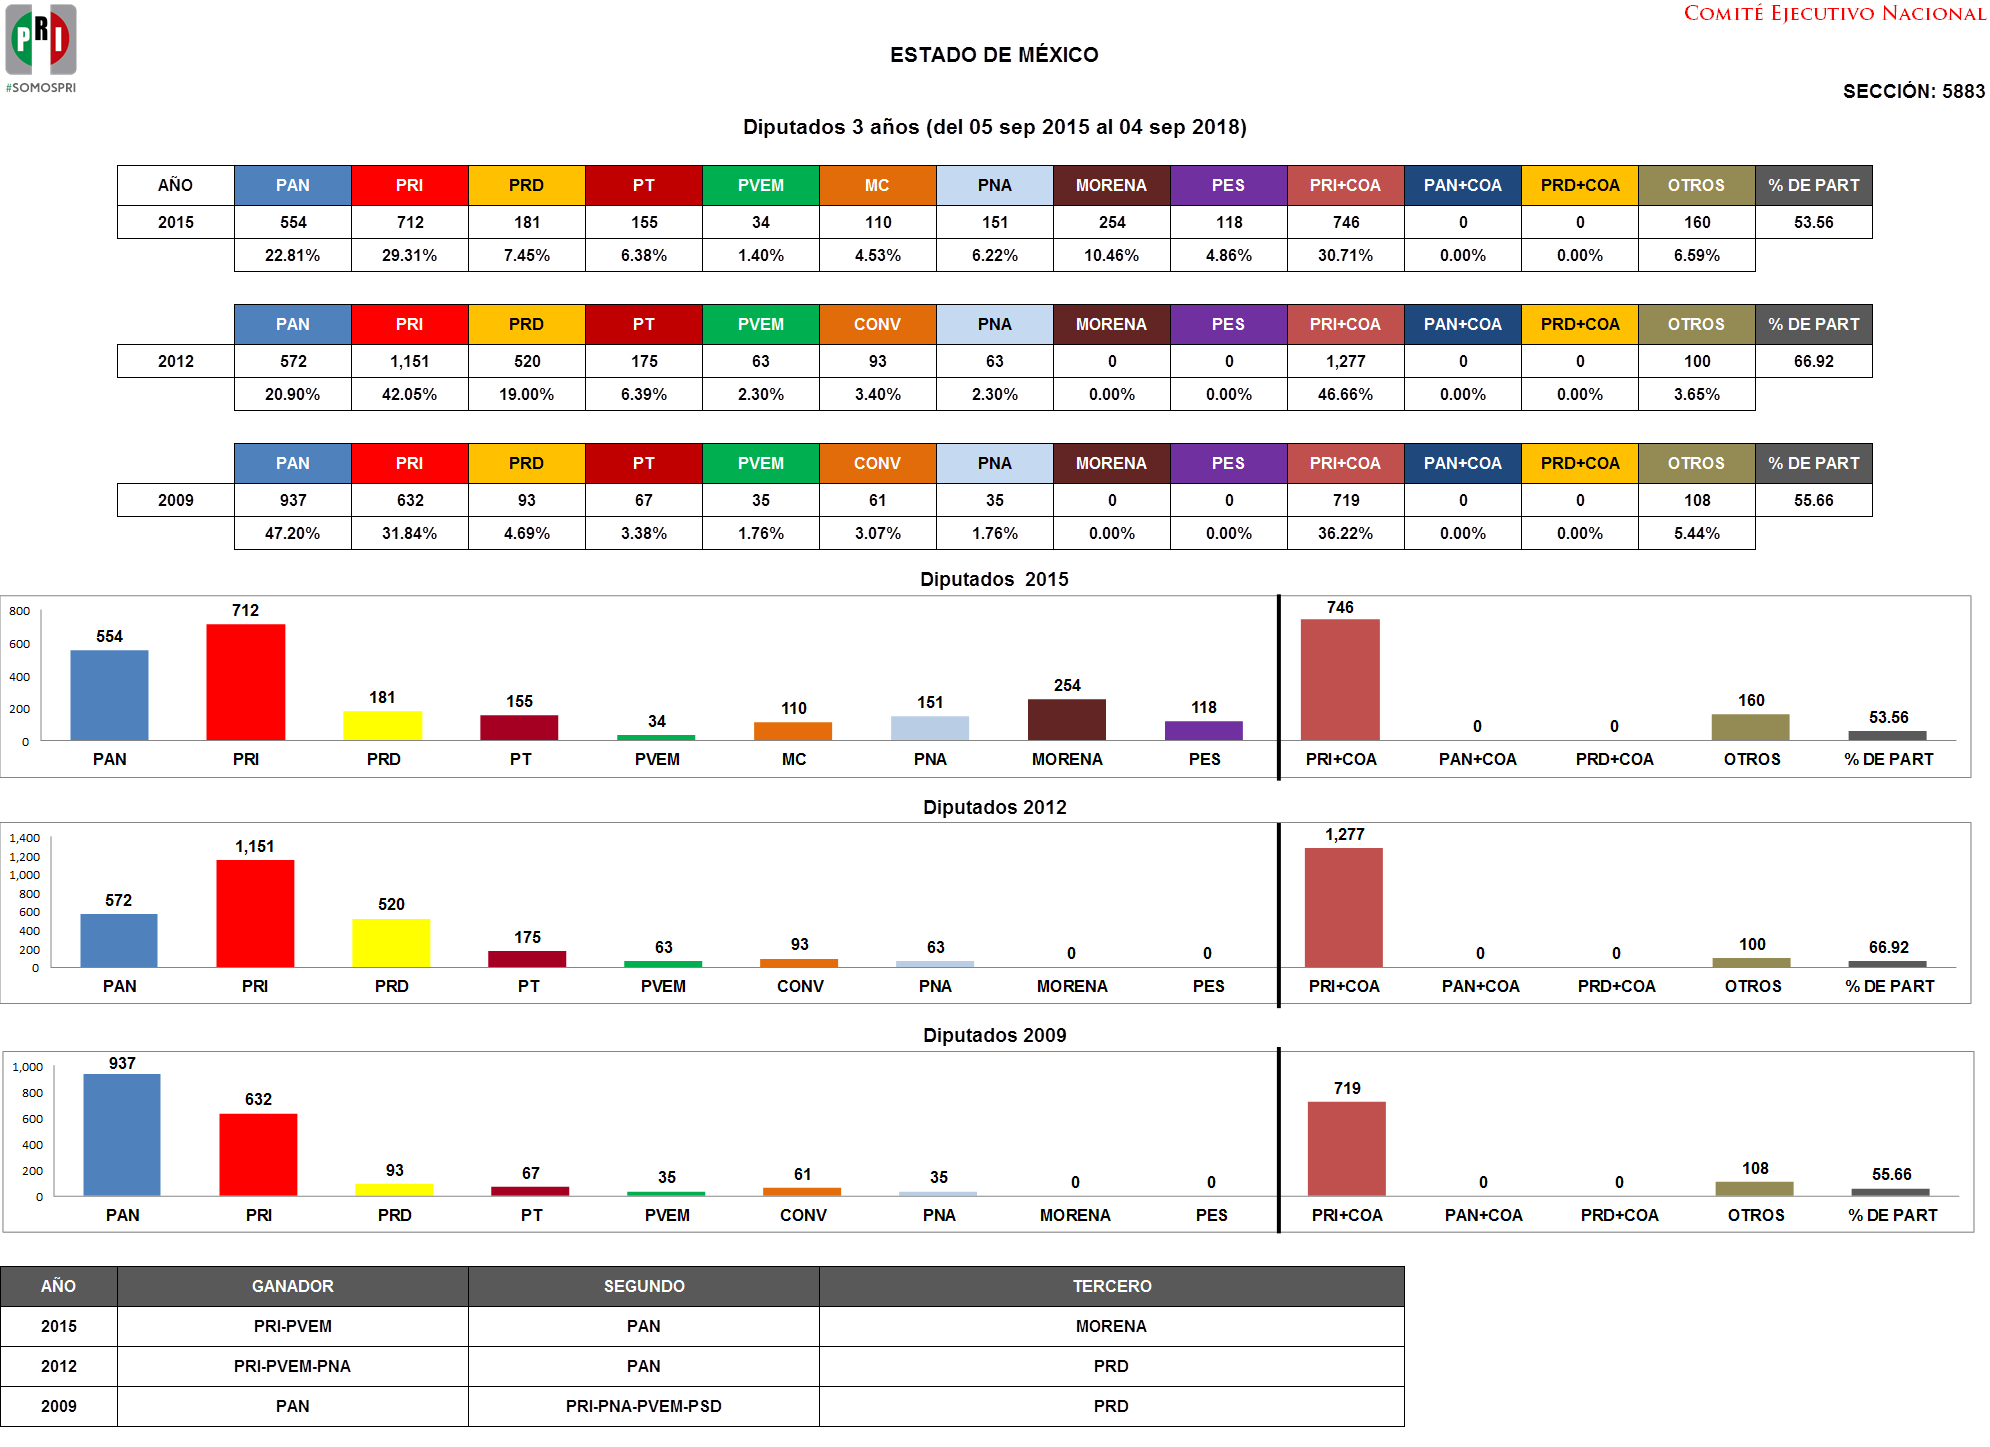 PRI
#SOMOSPRI
COMITÉ EJECUTIVO NACIONAL
ESTADO DE MÉXICO
SECCIÓN: 5883
Diputados 3 años (del 05 sep 2015 al 04 sep 2018)
AÑO PAN PRI PRD PT PVEM MC PNA MORENA PES PRI+COA PAN+COA PRD+COA OTROS % DE PART
2015 554 712 181 155 34 110 151 254 118 746 0 0 160 53.56
22.81% 29.31% 7.45% 6.38% 1.40% 4.53% 6.22% 10.46% 4.86% 30.71% 0.00% 0.00% 6.59%
PAN PRI PRD PT PVEM CONV PNA MORENA PES PRI+COA PAN+COA PRD+COA OTROS % DE PART
2012 572 1,151 520 175 63 93 63 0 0 1,277 0 0 100 66.92
20.90% 42.05% 19.00% 6.39% 2.30% 3.40% 2.30% 0.00% 0.00% 46.66% 0.00% 0.00% 3.65%
PAN PRI PRD PT PVEM CONV PNA MORENA PES PRI+COA PAN+COA PRD+COA OTROS % DE PART
2009 937 632 93 67 35 61 35 0 0 719 0 0 108 55.66
47.20% 31.84% 4.69% 3.38% 1.76% 3.07% 1.76% 0.00% 0.00% 36.22% 0.00% 0.00% 5.44%
Diputados 2015
800
600
400
200
0
554 712 181 155 34 110 151 254 118 746 0 0 160 53.56
PAN PRI PRD PT PVEM MC PNA MORENA PES PRI+COA PAN+COA PRD+COA OTROS % DE PART
Diputados 2012
1,400
1,200
1,000
800
600
400
200
0
572 1,151 520 175 63 93 63 0 0 1,277 0 0 100 66.92
PAN PRI PRD PT PVEM CONV PNA MORENA PES PRI+COA PAN+COA PRD+COA OTROS % DE PART
Diputados 2009
1,000
800
600
400
200
0
937 632 93 67 35 61 35 0 0 719 0 0 108 55.66
PAN PRI PRD PT PVEM CONV PNA MORENA PES PRI+COA PAN+COA PRD+COA OTROS % DE PART
AÑO GANADOR SEGUNDO TERCERO
2015 PRI-PVEM PAN MORENA
2012 PRI-PVEM-PNA PAN PRD
2009 PAN PRI-PNA-PVEM-PSD PRD